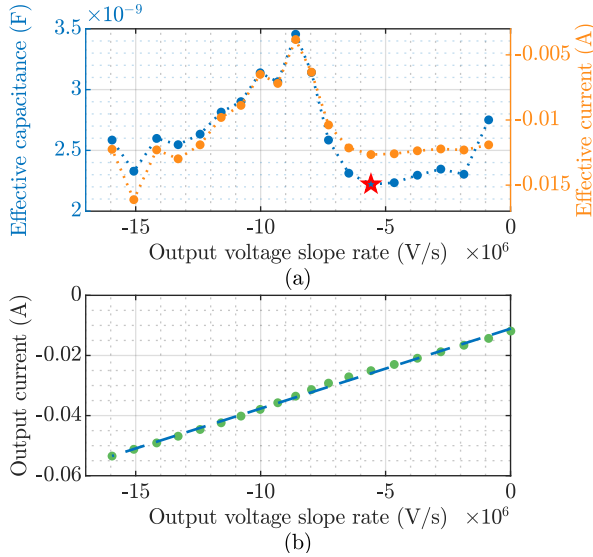 ×10⁻⁹
3.5
3
2.5
2
Effective capacitance (F)
-0.005
-0.01
-0.015
Effective current (A)
-15 -10 -5 0
Output voltage slope rate (V/s) ×10⁶
(a)
0
-0.02
-0.04
-0.06
Output current (A)
-15 -10 -5 0
Output voltage slope rate (V/s) ×10⁶
(b)